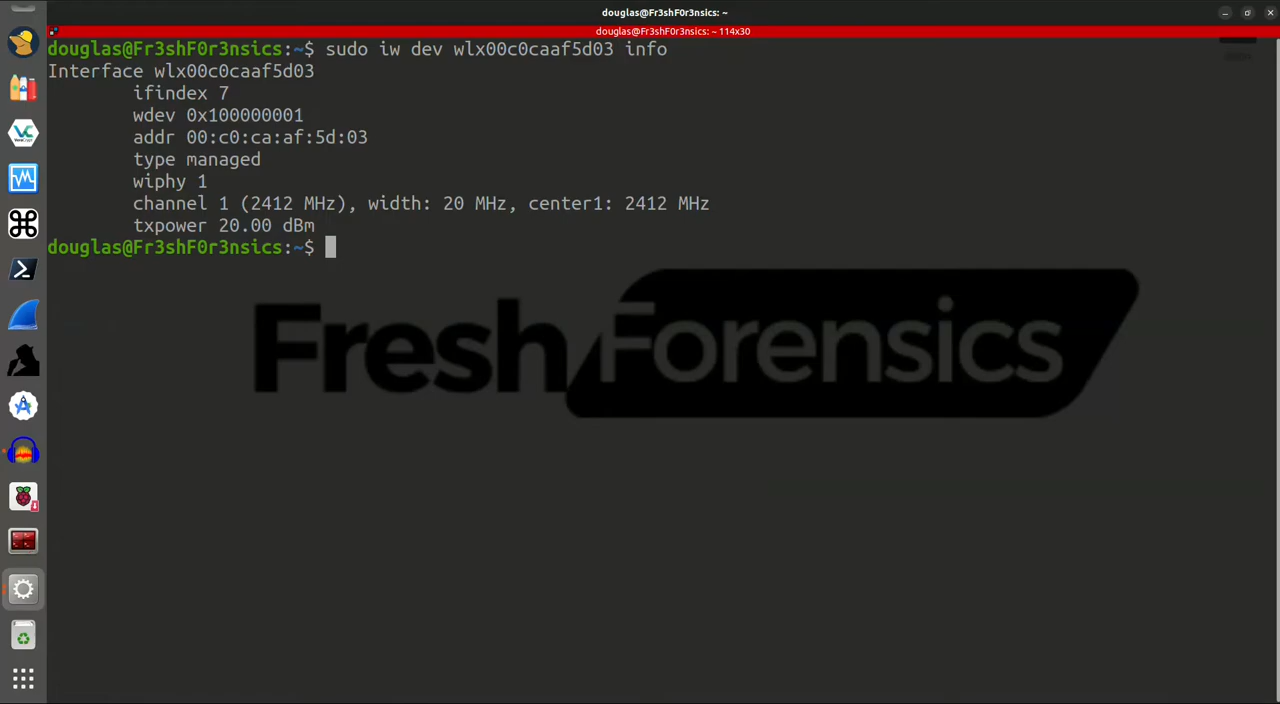 douglas@Fr3shF0r3nsics: ~
douglas@Fr3shF0r3nsics: ~ 114x30
douglas@Fr3shF0r3nsics:~$ sudo iw dev wlx00c0caaf5d03 info
Interface wlx00c0caaf5d03
ifindex 7
wdev 0x100000001
addr 00:c0:ca:af:5d:03
type managed
wiphy 1
channel 1 (2412 MHz), width: 20 MHz, center1: 2412 MHz
txpower 20.00 dBm
douglas@Fr3shF0r3nsics:~$
Fresh Forensics